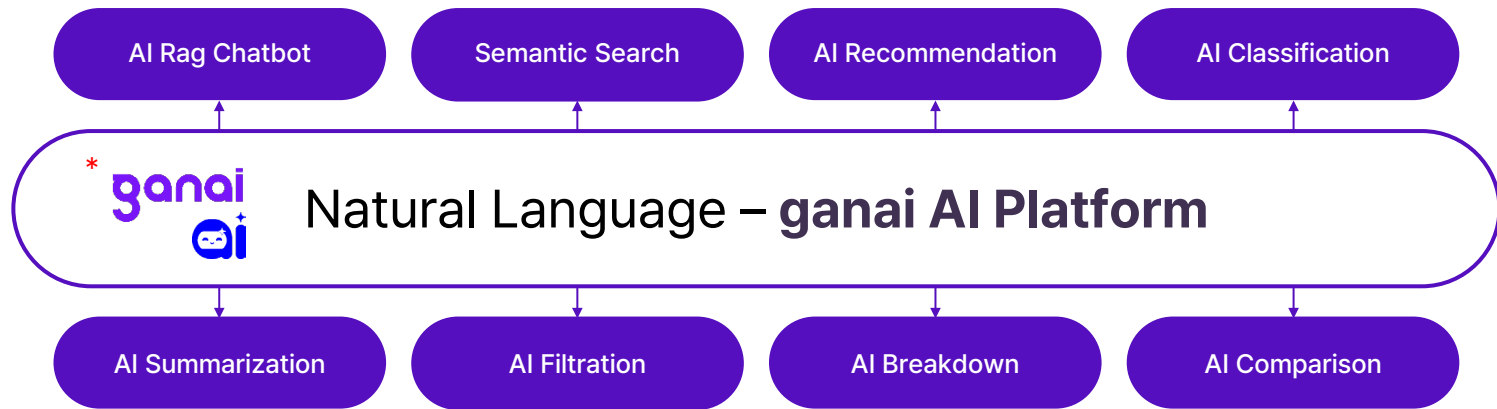 AI Rag Chatbot
Semantic Search
AI Recommendation
AI Classification
*
ganai
ai
Natural Language – ganai AI Platform
AI Summarization
AI Filtration
AI Breakdown
AI Comparison